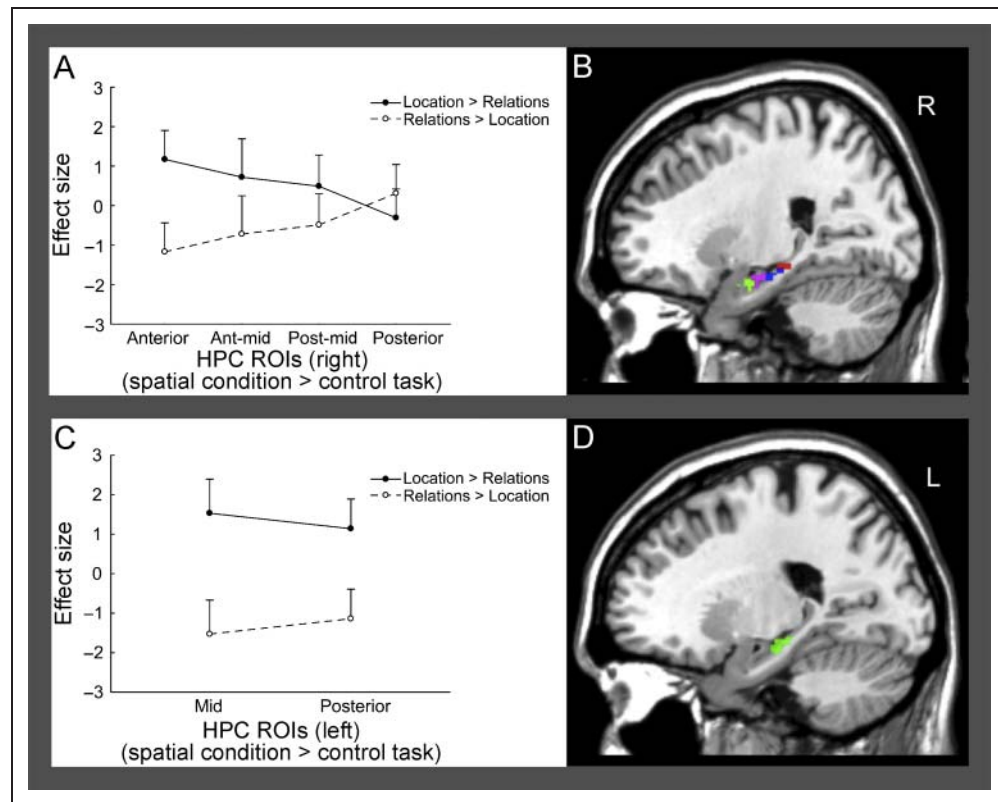 A
3
2
1
0
−1
−2
−3
Effect size
Location > Relations
Relations > Location
Anterior Ant-mid Post-mid Posterior
HPC ROIs (right)
(spatial condition > control task)
B
R
C
3
2
1
0
−1
−2
−3
Effect size
Location > Relations
Relations > Location
Mid Posterior
HPC ROIs (left)
(spatial condition > control task)
D
L